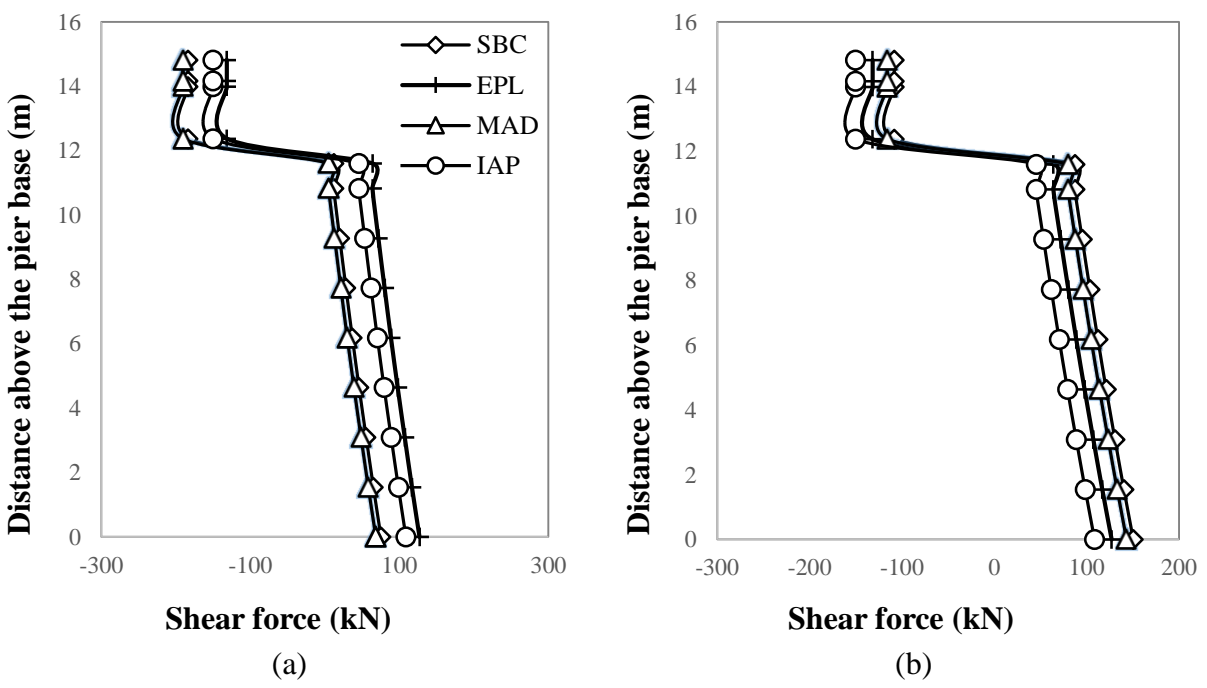 16
14
12
10
8
6
4
2
0
-300
-100
100
300
Distance above the pier base (m)
Shear force (kN)
SBC
EPL
MAD
IAP
(a)
16
14
12
10
8
6
4
2
0
-300
-200
-100
0
100
200
Distance above the pier base (m)
Shear force (kN)
(b)